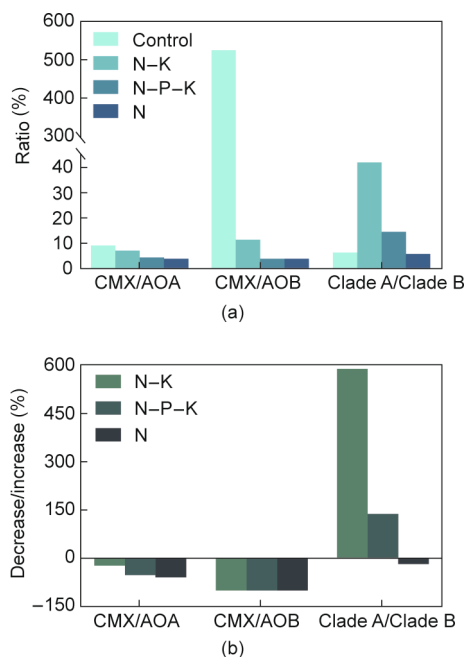 600
500
400
300
40
30
20
10
0
Ratio (%)
Control
N–K
N–P–K
N
CMX/AOA CMX/AOB Clade A/Clade B
(a)
600
450
300
150
0
–150
Decrease/increase (%)
N–K
N–P–K
N
CMX/AOA CMX/AOB Clade A/Clade B
(b)